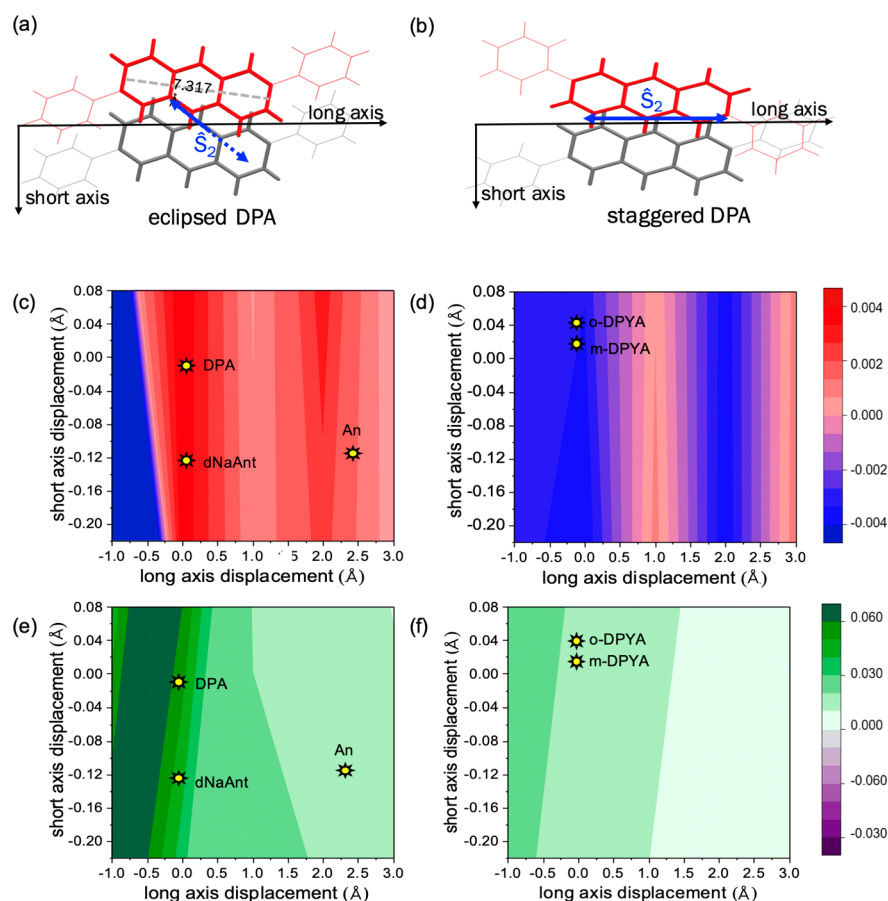 (a)
7.317
long axis
Ŝ2
short axis
eclipsed DPA
(b)
Ŝ2
long axis
short axis
staggered DPA
(c)
short axis displacement (Å)
0.08
0.04
0.00
-0.04
-0.08
-0.12
-0.16
-0.20
DPA
dNaAnt
An
-1.0 -0.5 0.0 0.5 1.0 1.5 2.0 2.5 3.0
long axis displacement (Å)
(d)
short axis displacement (Å)
0.08
0.04
0.00
-0.04
-0.08
-0.12
-0.16
-0.20
o-DPYA
m-DPYA
-1.0 -0.5 0.0 0.5 1.0 1.5 2.0 2.5 3.0
long axis displacement (Å)
0.004
0.002
0.000
-0.002
-0.004
(e)
short axis displacement (Å)
0.08
0.04
0.00
-0.04
-0.08
-0.12
-0.16
-0.20
DPA
dNaAnt
An
-1.0 -0.5 0.0 0.5 1.0 1.5 2.0 2.5 3.0
long axis displacement (Å)
(f)
short axis displacement (Å)
0.08
0.04
0.00
-0.04
-0.08
-0.12
-0.16
-0.20
o-DPYA
m-DPYA
-1.0 -0.5 0.0 0.5 1.0 1.5 2.0 2.5 3.0
long axis displacement (Å)
0.060
0.030
0.000
-0.060
-0.030